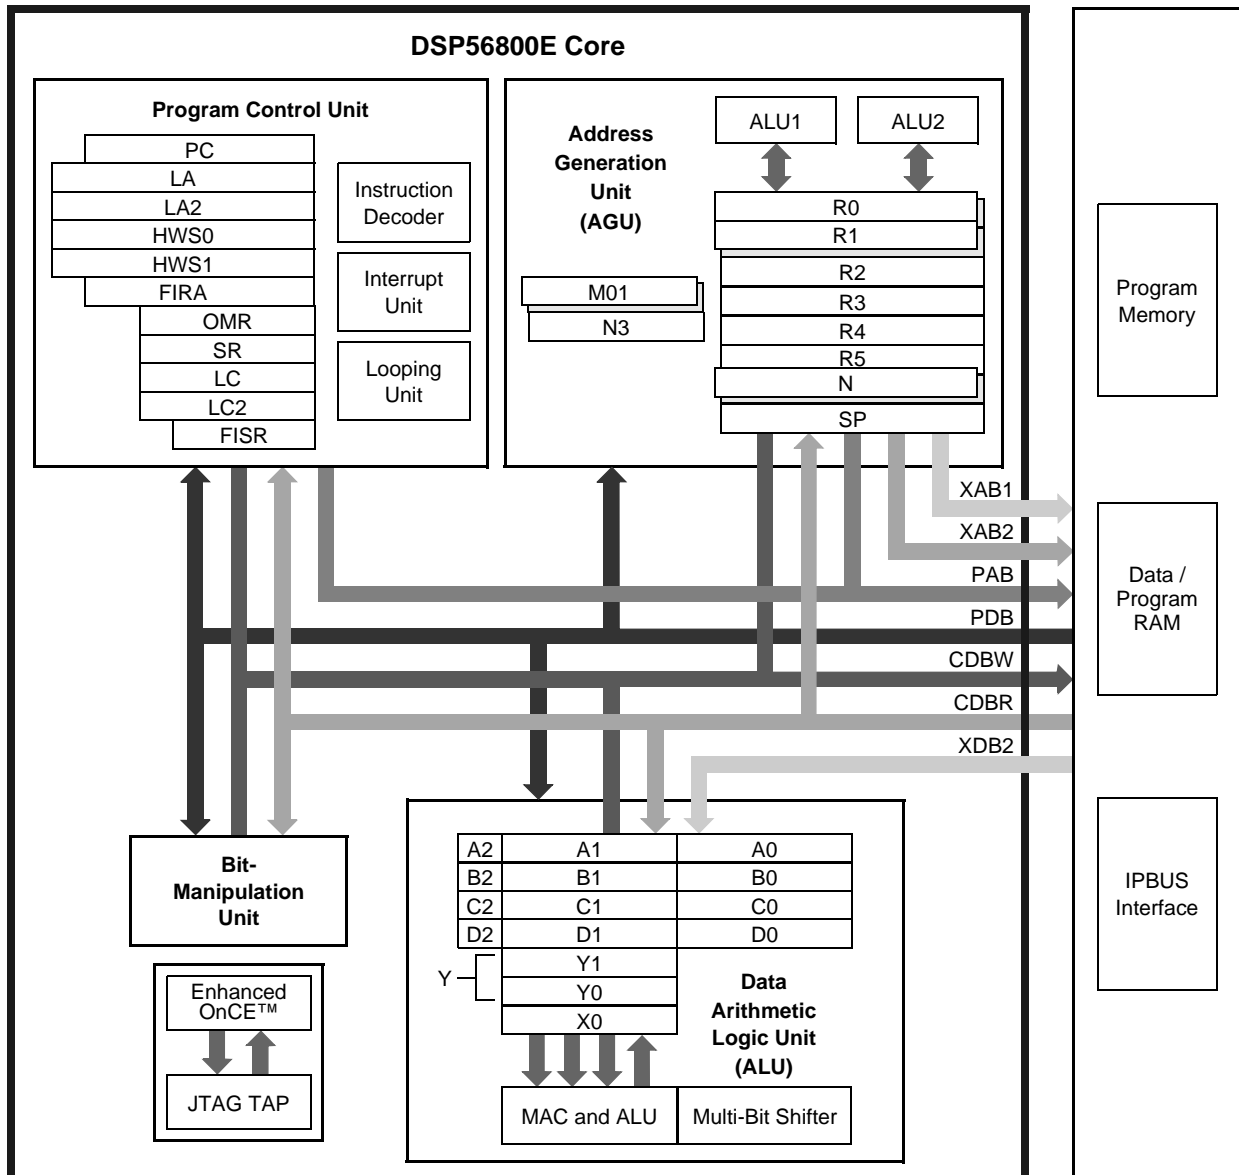 DSP56800E Core
Program Control Unit
PC
LA
LA2
HWS0
HWS1
FIRA
OMR
SR
LC
LC2
FISR
Instruction
Decoder
Interrupt
Unit
Looping
Unit
Address
Generation
Unit
(AGU)
ALU1
ALU2
R0
R1
R2
R3
R4
R5
N
SP
M01
N3
XAB1
XAB2
PAB
PDB
CDBW
CDBR
XDB2
Program
Memory
Data /
Program
RAM
IPBUS
Interface
Bit-
Manipulation
Unit
Enhanced
OnCE™
JTAG TAP
A2 A1 A0
B2 B1 B0
C2 C1 C0
D2 D1 D0
Y
Y1
Y0
X0
Data
Arithmetic
Logic Unit
(ALU)
MAC and ALU
Multi-Bit Shifter